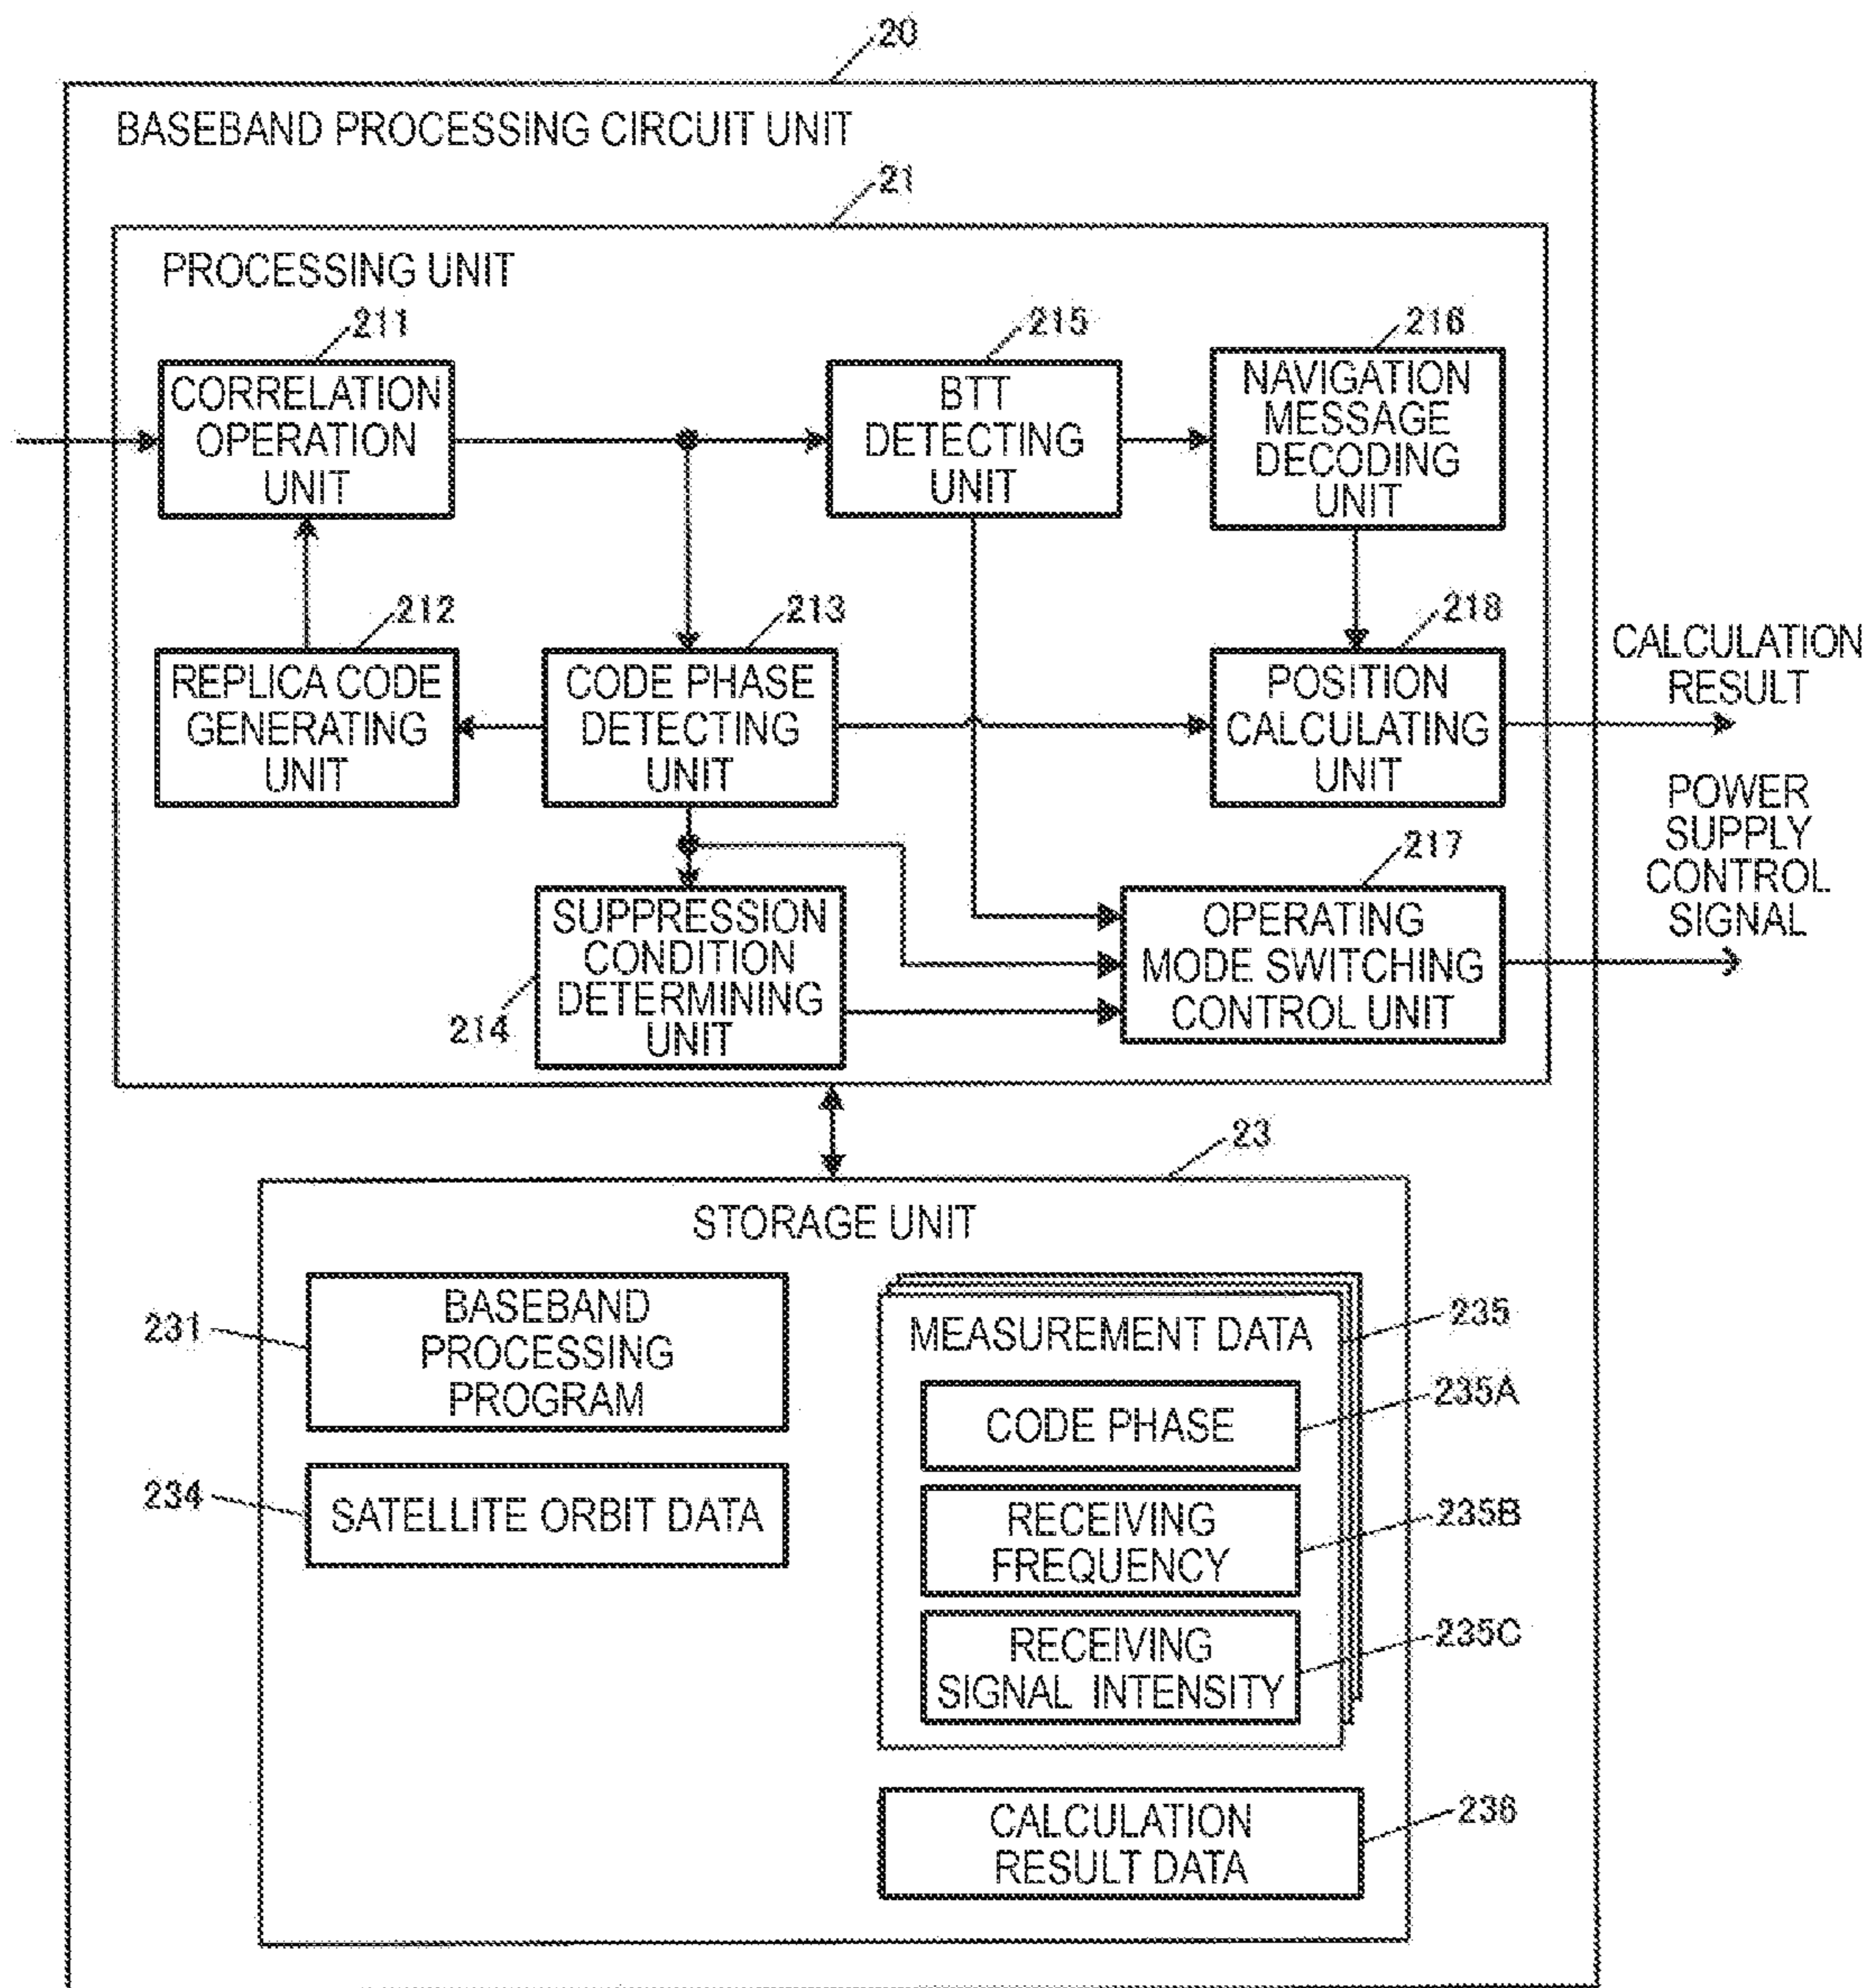 20
BASEBAND PROCESSING CIRCUIT UNIT
21
PROCESSING UNIT
211
CORRELATION
OPERATION
UNIT
215
BTT
DETECTING
UNIT
216
NAVIGATION
MESSAGE
DECODING
UNIT
212
REPLICA CODE
GENERATING
UNIT
213
CODE PHASE
DETECTING
UNIT
218
POSITION
CALCULATING
UNIT
CALCULATION
RESULT
POWER
SUPPLY
CONTROL
SIGNAL
214
SUPPRESSION
CONDITION
DETERMINING
UNIT
217
OPERATING
MODE SWITCHING
CONTROL UNIT
23
STORAGE UNIT
231
BASEBAND
PROCESSING
PROGRAM
234
SATELLITE ORBIT DATA
235
MEASUREMENT DATA
235A
CODE PHASE
235B
RECEIVING
FREQUENCY
235C
RECEIVING
SIGNAL INTENSITY
236
CALCULATION
RESULT DATA